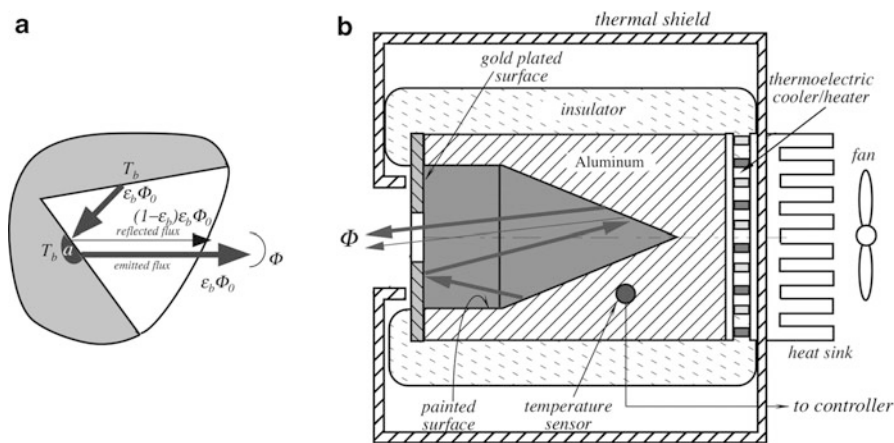 a
T_b
ε_bΦ_0
(1–ε_b)ε_bΦ_0
reflected flux
T_b
a
emitted flux
Φ
ε_bΦ_0
b
thermal shield
gold plated
surface
insulator
thermoelectric
cooler/heater
Aluminum
fan
Φ
heat sink
painted
surface
temperature
sensor
to controller